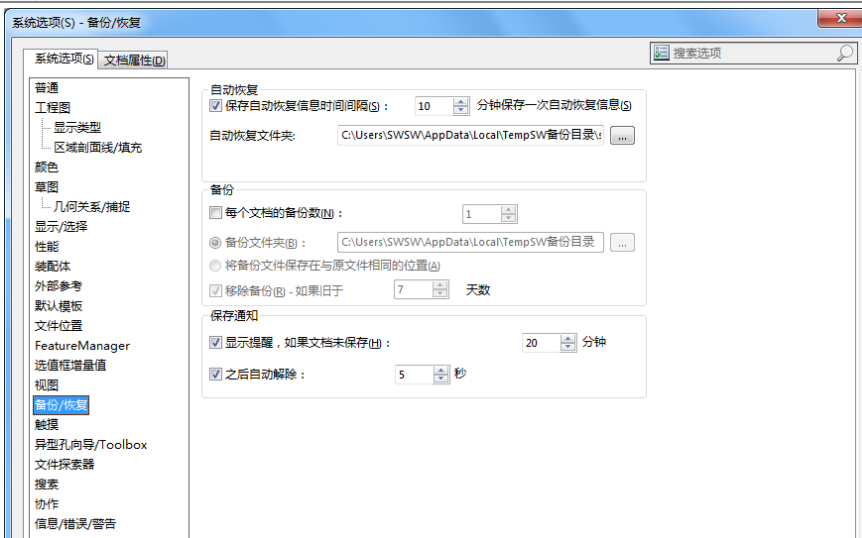 系统选项(S) - 备份/恢复
系统选项(S) 文档属性(D)
搜索选项
普通
工程图
显示类型
区域剖面线/填充
颜色
草图
几何关系/捕捉
显示/选择
性能
装配体
外部参考
默认模板
文件位置
FeatureManager
选值框增量值
视图
备份/恢复
触摸
异型孔向导/Toolbox
文件探索器
搜索
协作
信息/错误/警告
自动恢复
保存自动恢复信息时间间隔(S)： 10 分钟保存一次自动恢复信息(S)
自动恢复文件夹: C:\Users\SWSW\AppData\Local\TempSW备份目录\s ...
备份
每个文档的备份数(N)： 1
备份文件夹(B)： C:\Users\SWSW\AppData\Local\TempSW备份目录 ...
将备份文件保存在与原文件相同的位置(A)
移除备份(R) - 如果旧于 7 天数
保存通知
显示提醒，如果文档未保存(H)： 20 分钟
之后自动解除： 5 秒